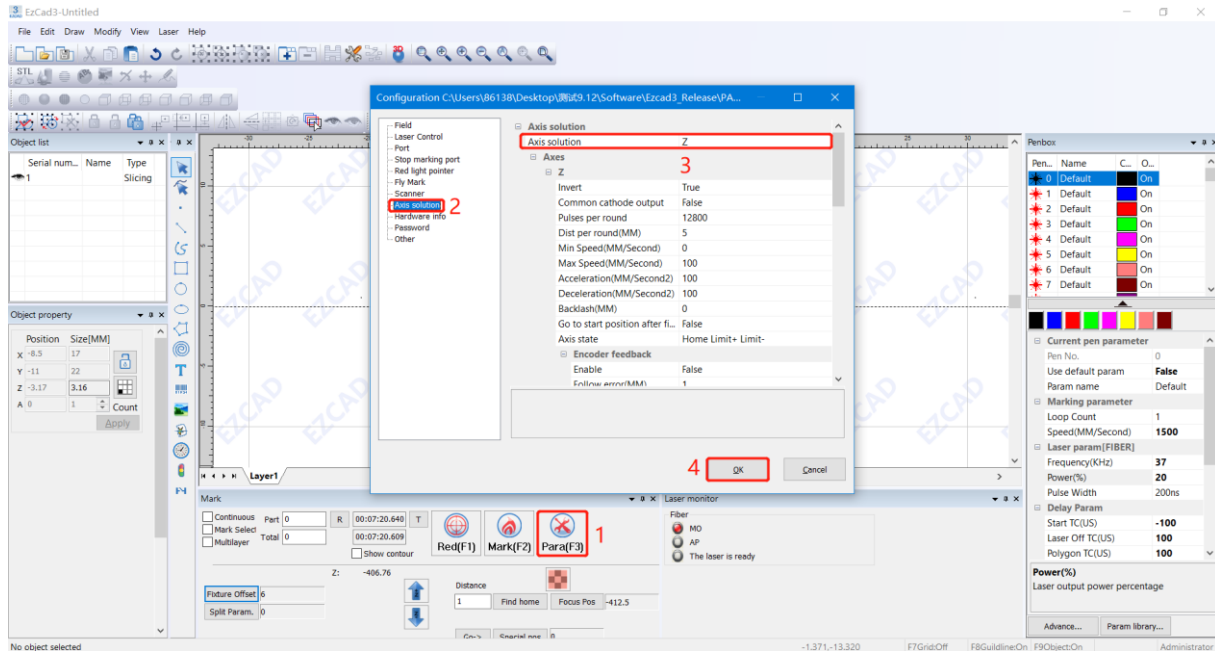 EzCad3-Untitled
File Edit Draw Modify View Laser Help
STL
3D
Object list
Serial num... Name Type
1 Slicing
Object property
Position Size[MM]
X -8.5 17
Y -11 22
Z -3.17 3.16
A 0 1 Count
Apply
Configuration C:\Users\86138\Desktop\测试9.12\Software\Ezcad3_Release\PA...
Field
Laser Control
Port
Stop marking port
Red light pointer
Fly Mark
Scanner
Axis solution 2
Hardware info
Password
Other
Axis solution
Axis solution Z
3
Axes
Z
Invert True
Common cathode output False
Pulses per round 12800
Dist per round(MM) 5
Min Speed(MM/Second) 0
Max Speed(MM/Second) 100
Acceleration(MM/Second2) 100
Deceleration(MM/Second2) 100
Backlash(MM) 0
Go to start position after fi... False
Axis state Home Limit+ Limit-
Encoder feedback
Enable False
Follow error(MM) 1
4 OK Cancel
25 30
EZCAD
Layer1
Penbox
Pen... Name C... O...
0 Default On
1 Default On
2 Default On
3 Default On
4 Default On
5 Default On
6 Default On
7 Default On
Current pen parameter
Pen No. 0
Use default param False
Param name Default
Marking parameter
Loop Count 1
Speed(MM/Second) 1500
Laser param[FIBER]
Frequency(KHz) 37
Power(%) 20
Pulse Width 200ns
Delay Param
Start TC(US) -100
Laser Off TC(US) 100
Polygon TC(US) 100
Power(%)
Laser output power percentage
Advance... Param library...
Mark
Continuous Part 0 R 00:07:20.640 T
Mark Select Total 0 00:07:20.609
Multilayer Show contour
Red(F1) Mark(F2) Para(F3) 1
Z: -406.76
Fixture Offset 6
Split Param. 0
Distance
1 Find home Focus Pos -412.5
Go-> Special pos 0
Laser monitor
Fiber
MO
AP
The laser is ready
No object selected -1.371,-13.320 F7Grid:Off F8Guildline:On F9Object:On Administrator